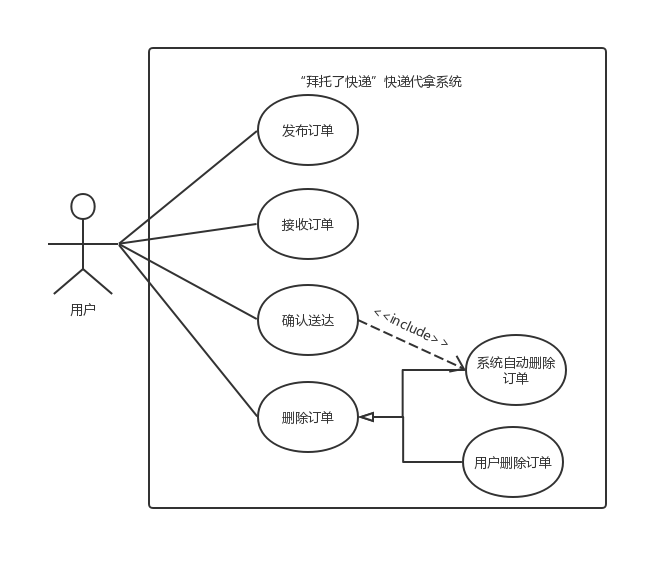 “拜托了快递”快递代拿系统
发布订单
接收订单
用户
确认送达
<<include>>
系统自动删除
订单
删除订单
用户删除订单